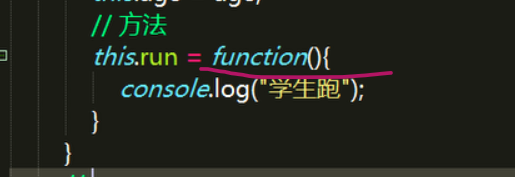 // 方法
this.run = function(){
console.log("学生跑");
}
}